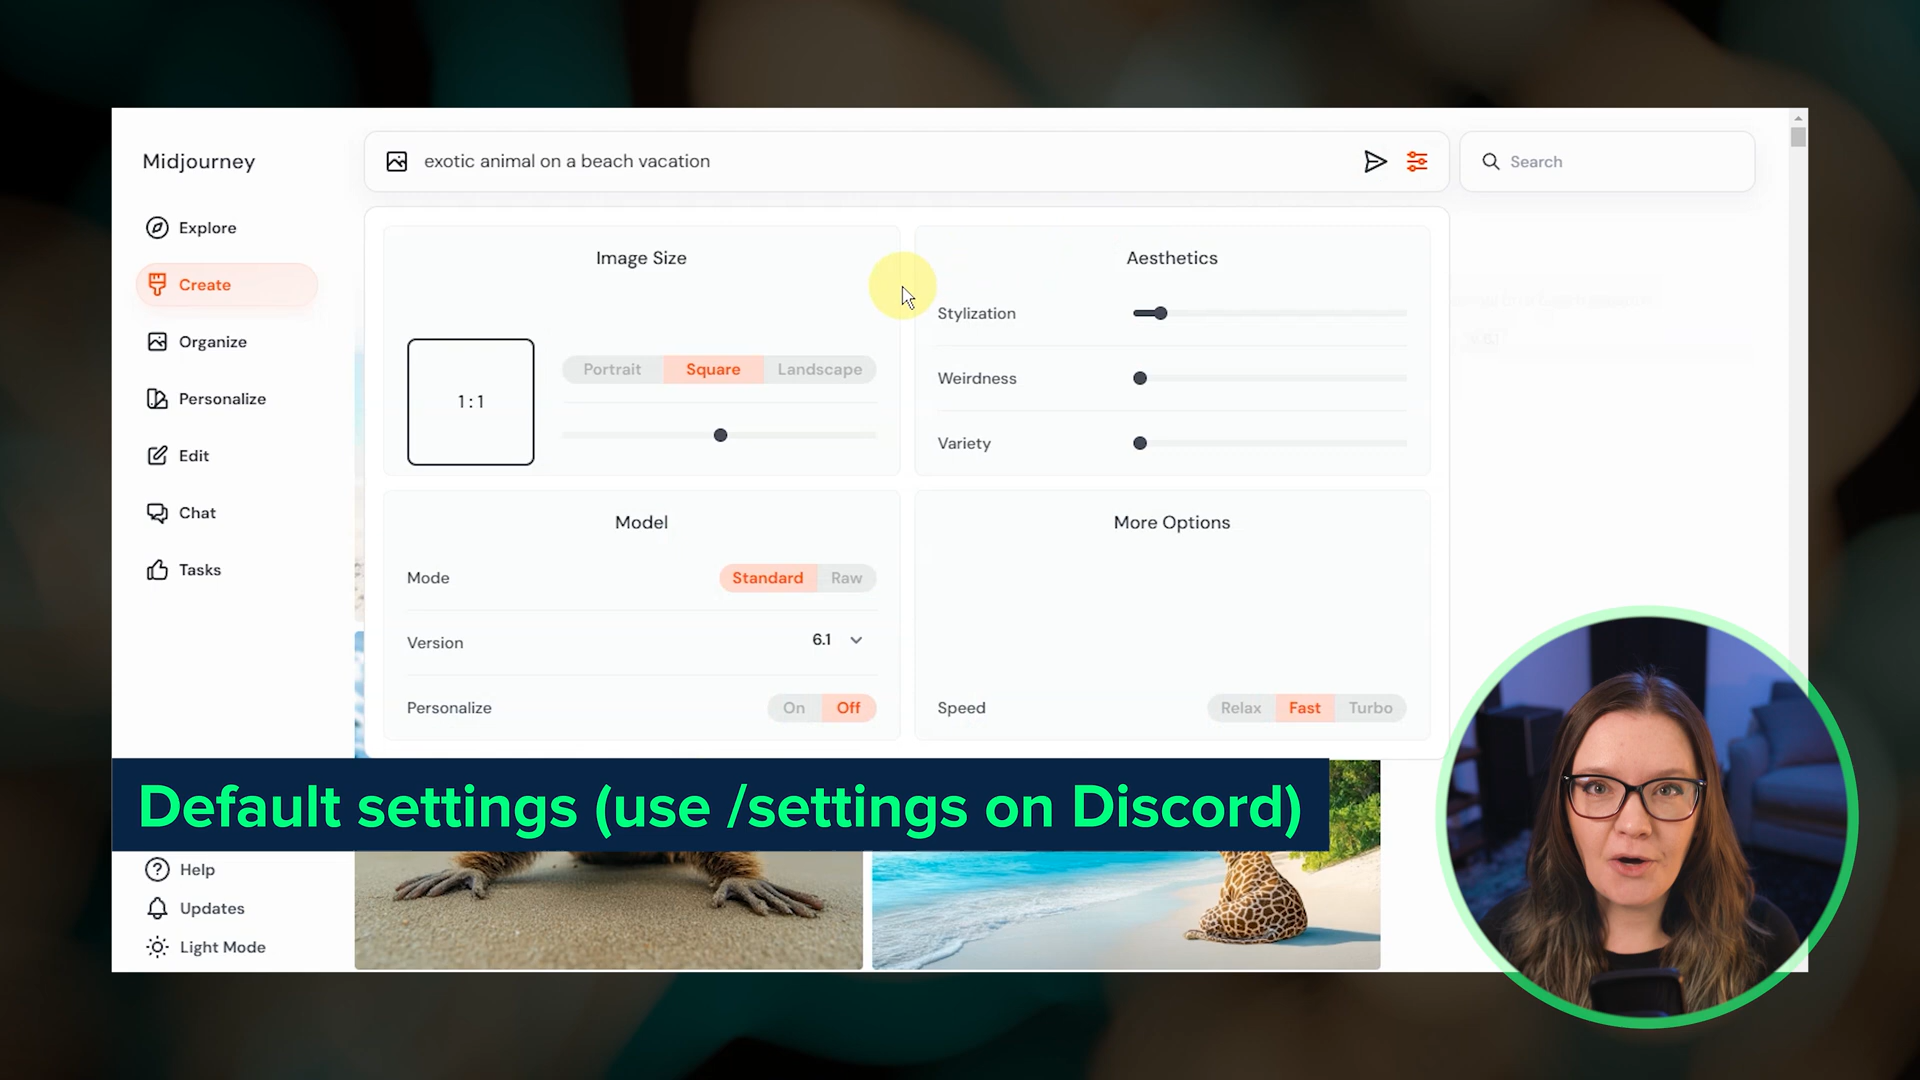 Midjourney
exotic animal on a beach vacation
Search
Explore
Create
Organize
Personalize
Edit
Chat
Tasks
Image Size
1 : 1
Portrait Square Landscape
Aesthetics
Stylization
Weirdness
Variety
Model
Mode Standard Raw
Version 6.1
Personalize On Off
More Options
Speed Relax Fast Turbo
Default settings (use /settings on Discord)
Help
Updates
Light Mode